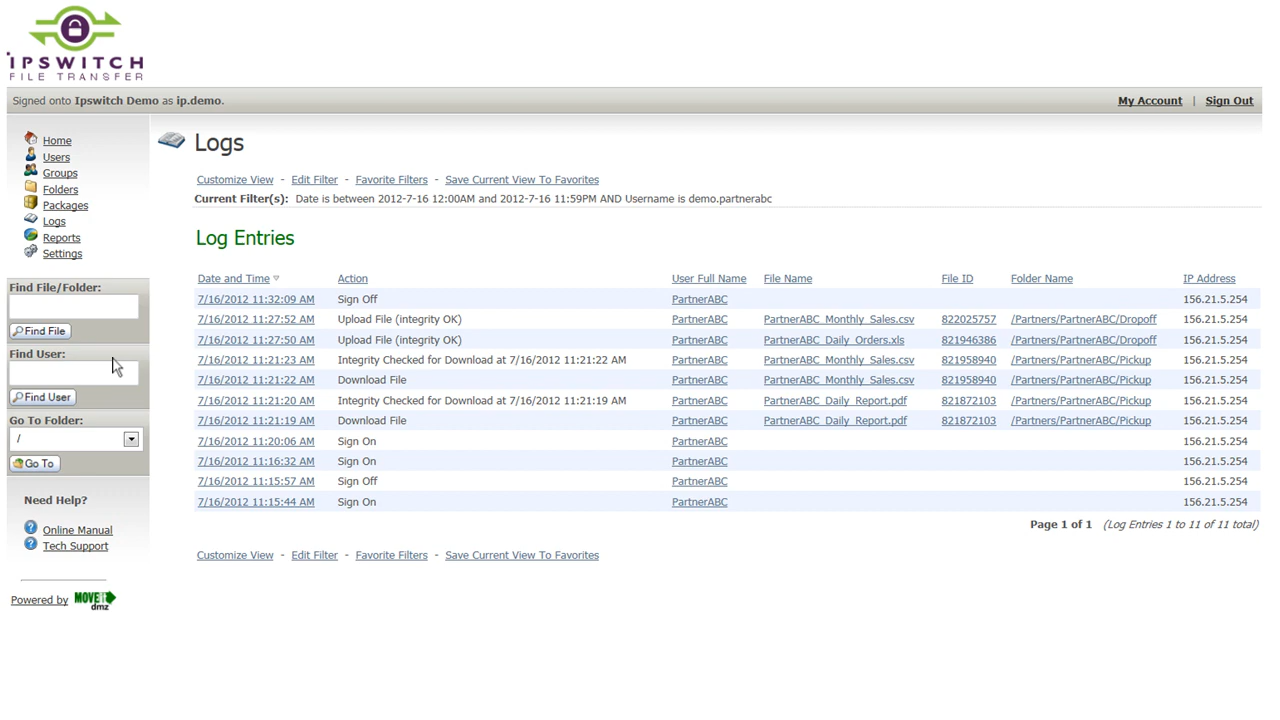 IPSWITCH
FILE TRANSFER
Signed onto Ipswitch Demo as ip.demo.
My Account | Sign Out
Home
Users
Groups
Folders
Packages
Logs
Reports
Settings
Find File/Folder:
Find File
Find User:
Find User
Go To Folder:
/
Go To
Need Help?
Online Manual
Tech Support
Powered by MOVEit dmz
Logs
Customize View - Edit Filter - Favorite Filters - Save Current View To Favorites
Current Filter(s): Date is between 2012-7-16 12:00AM and 2012-7-16 11:59PM AND Username is demo.partnerabc
Log Entries
Date and Time Action User Full Name File Name File ID Folder Name IP Address
7/16/2012 11:32:09 AM Sign Off PartnerABC 156.21.5.254
7/16/2012 11:27:52 AM Upload File (integrity OK) PartnerABC PartnerABC_Monthly_Sales.csv 822025757 /Partners/PartnerABC/Dropoff 156.21.5.254
7/16/2012 11:27:50 AM Upload File (integrity OK) PartnerABC PartnerABC_Daily_Orders.xls 821946386 /Partners/PartnerABC/Dropoff 156.21.5.254
7/16/2012 11:21:23 AM Integrity Checked for Download at 7/16/2012 11:21:22 AM PartnerABC PartnerABC_Monthly_Sales.csv 821958940 /Partners/PartnerABC/Pickup 156.21.5.254
7/16/2012 11:21:22 AM Download File PartnerABC PartnerABC_Monthly_Sales.csv 821958940 /Partners/PartnerABC/Pickup 156.21.5.254
7/16/2012 11:21:20 AM Integrity Checked for Download at 7/16/2012 11:21:19 AM PartnerABC PartnerABC_Daily_Report.pdf 821872103 /Partners/PartnerABC/Pickup 156.21.5.254
7/16/2012 11:21:19 AM Download File PartnerABC PartnerABC_Daily_Report.pdf 821872103 /Partners/PartnerABC/Pickup 156.21.5.254
7/16/2012 11:20:06 AM Sign On PartnerABC 156.21.5.254
7/16/2012 11:16:32 AM Sign On PartnerABC 156.21.5.254
7/16/2012 11:15:57 AM Sign Off PartnerABC 156.21.5.254
7/16/2012 11:15:44 AM Sign On PartnerABC 156.21.5.254
Page 1 of 1 (Log Entries 1 to 11 of 11 total)
Customize View - Edit Filter - Favorite Filters - Save Current View To Favorites